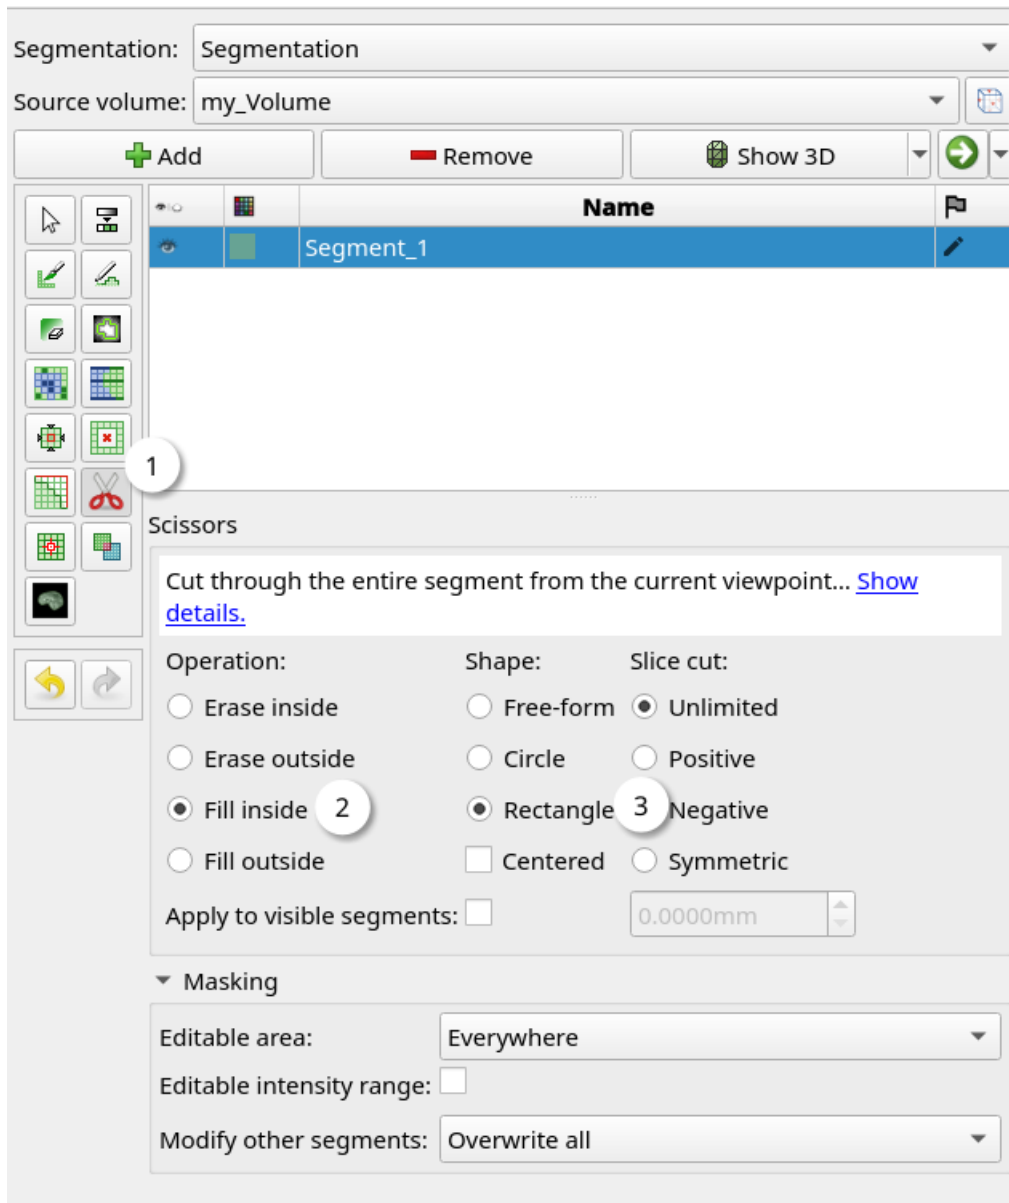 Segmentation: Segmentation
Source volume: my_Volume
Add Remove Show 3D
Name
Segment_1
1
Scissors
Cut through the entire segment from the current viewpoint... Show
details.
Operation: Shape: Slice cut:
Erase inside Free-form Unlimited
Erase outside Circle Positive
Fill inside 2 Rectangle 3 Negative
Fill outside Centered Symmetric
Apply to visible segments: 0.0000mm
Masking
Editable area: Everywhere
Editable intensity range:
Modify other segments: Overwrite all